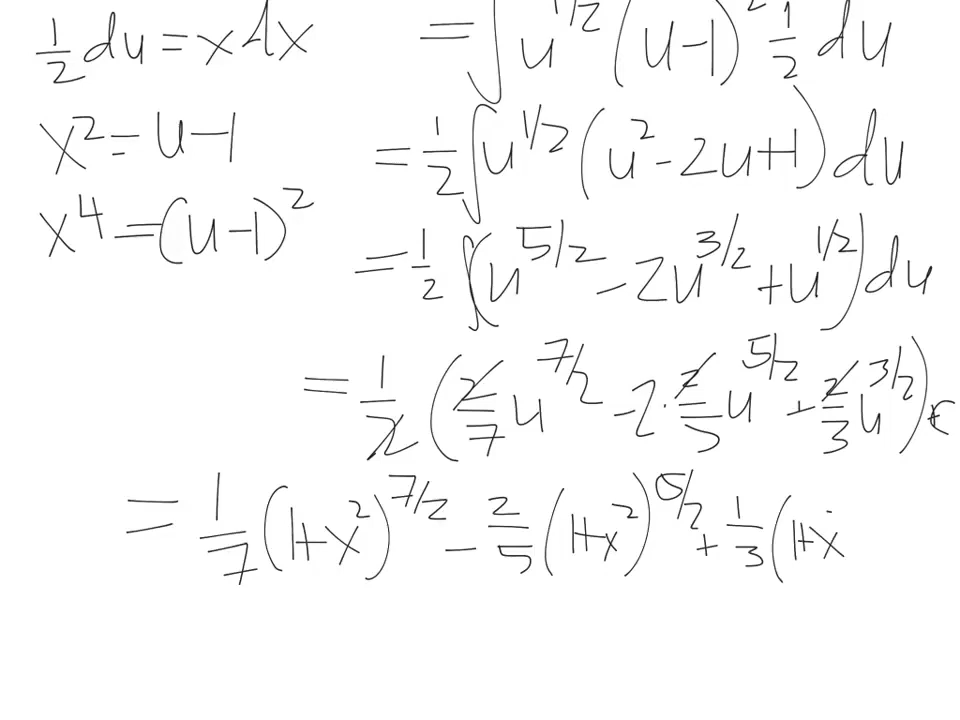 ½ du = x dx
= ∫ u^{1/2} (u-1)^2 ½ du
x² = u-1
= ½ ∫ u^{1/2} (u² - 2u+1) du
x⁴ = (u-1)²
= ½ ∫ (u^{5/2} - 2u^{3/2} + u^{1/2}) du
= ½ (2/7 u^{7/2} - 2·2/5 u^{5/2} + 2/3 u^{3/2}) + C
= 1/7 (1+x²)^{7/2} - 2/5 (1+x²)^{5/2} + 1/3 (1+x